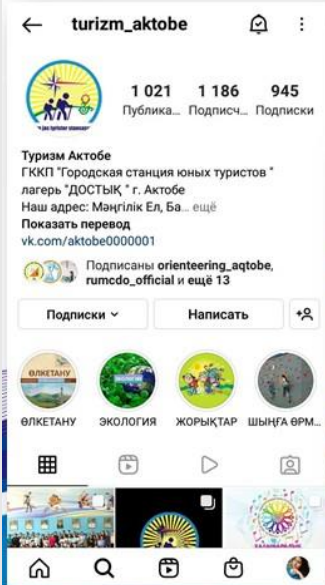 turizm_aktobe
1 021 1 186 945
Публика... Подписч... Подписки
Туризм Актобе
ГККП "Городская станция юных туристов "
лагерь "ДОСТЫҚ " г. Актобе
Наш адрес: Мәңгілік Ел, Ба... ещё
Показать перевод
vk.com/aktobe0000001
Подписаны orienteering_aqtobe,
rumcdo_official и ещё 13
Подписки
Написать
ӨЛКЕТАНУ
ӨЛКЕТАНУ ЭКОЛОГИЯ ЖОРЫҚТАР ШЫҢҒА ӨРМ...